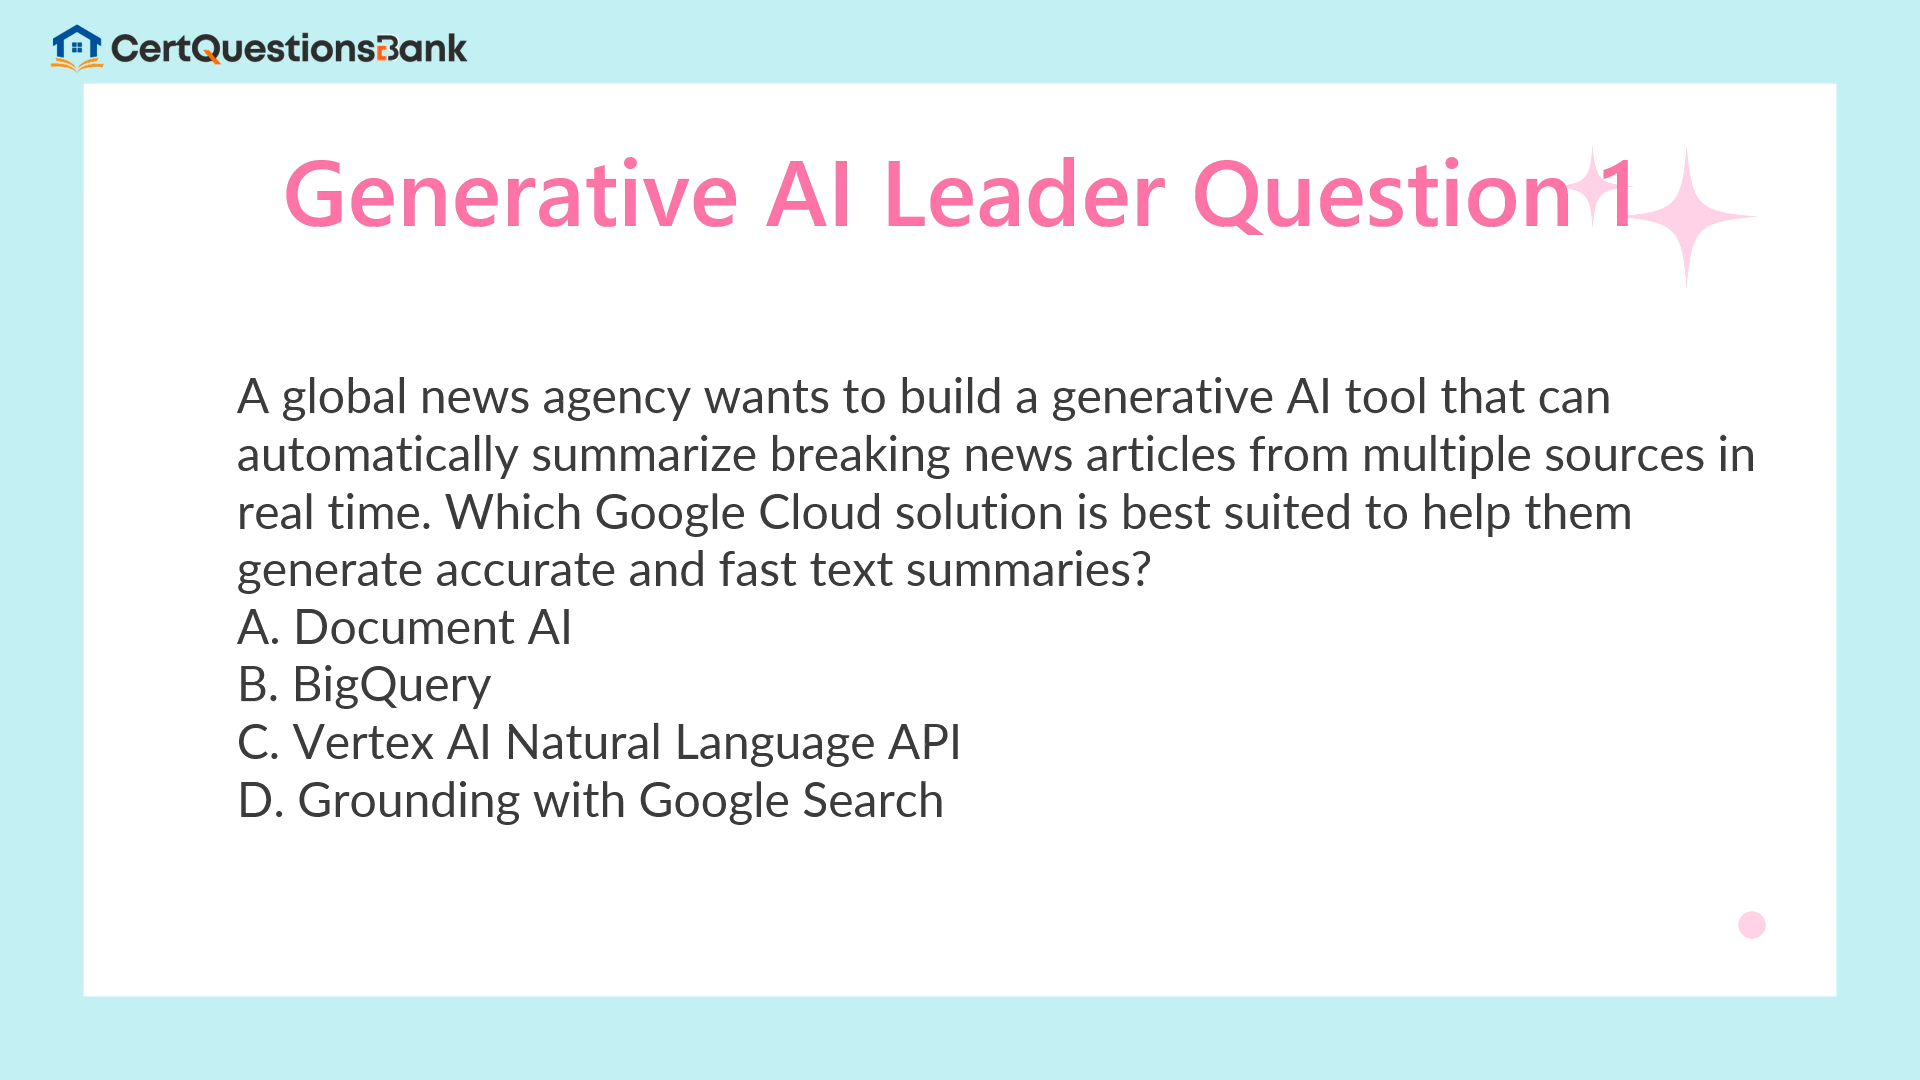 CertQuestionsBank
Generative AI Leader Question 1
A global news agency wants to build a generative AI tool that can
automatically summarize breaking news articles from multiple sources in
real time. Which Google Cloud solution is best suited to help them
generate accurate and fast text summaries?
A. Document AI
B. BigQuery
C. Vertex AI Natural Language API
D. Grounding with Google Search